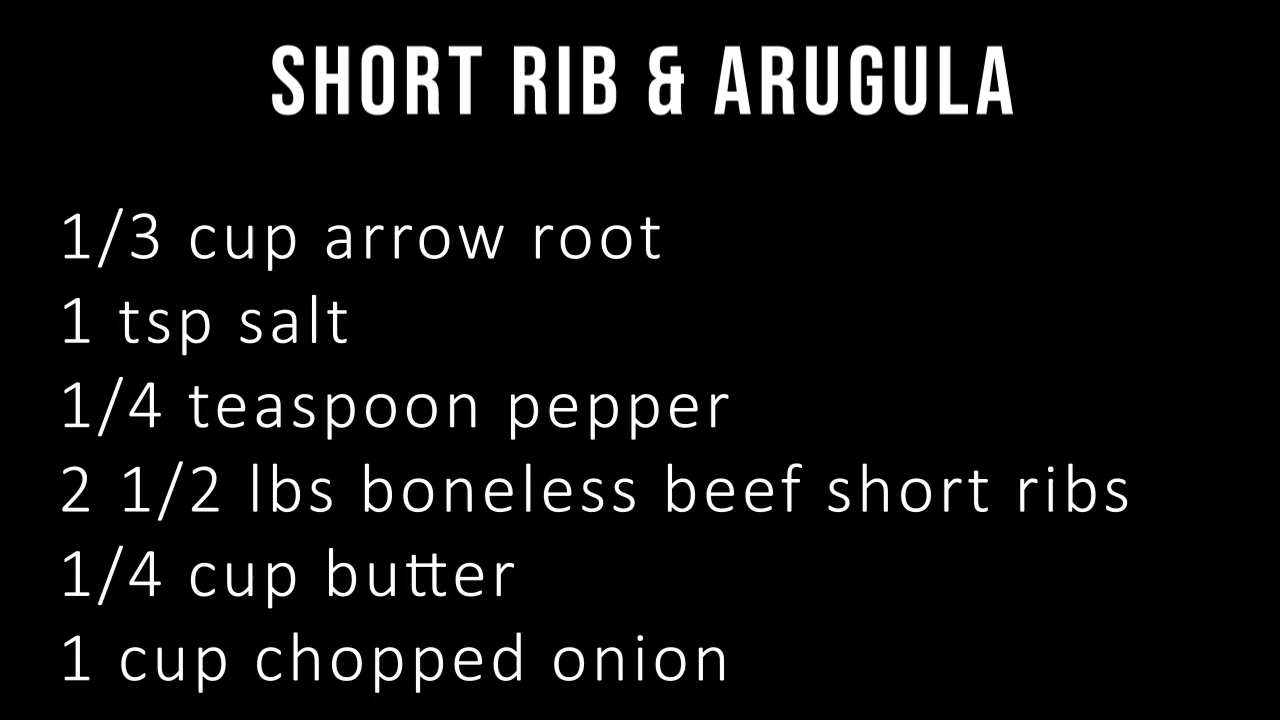 SHORT RIB & ARUGULA
1/3 cup arrow root
1 tsp salt
1/4 teaspoon pepper
2 1/2 lbs boneless beef short ribs
1/4 cup butter
1 cup chopped onion